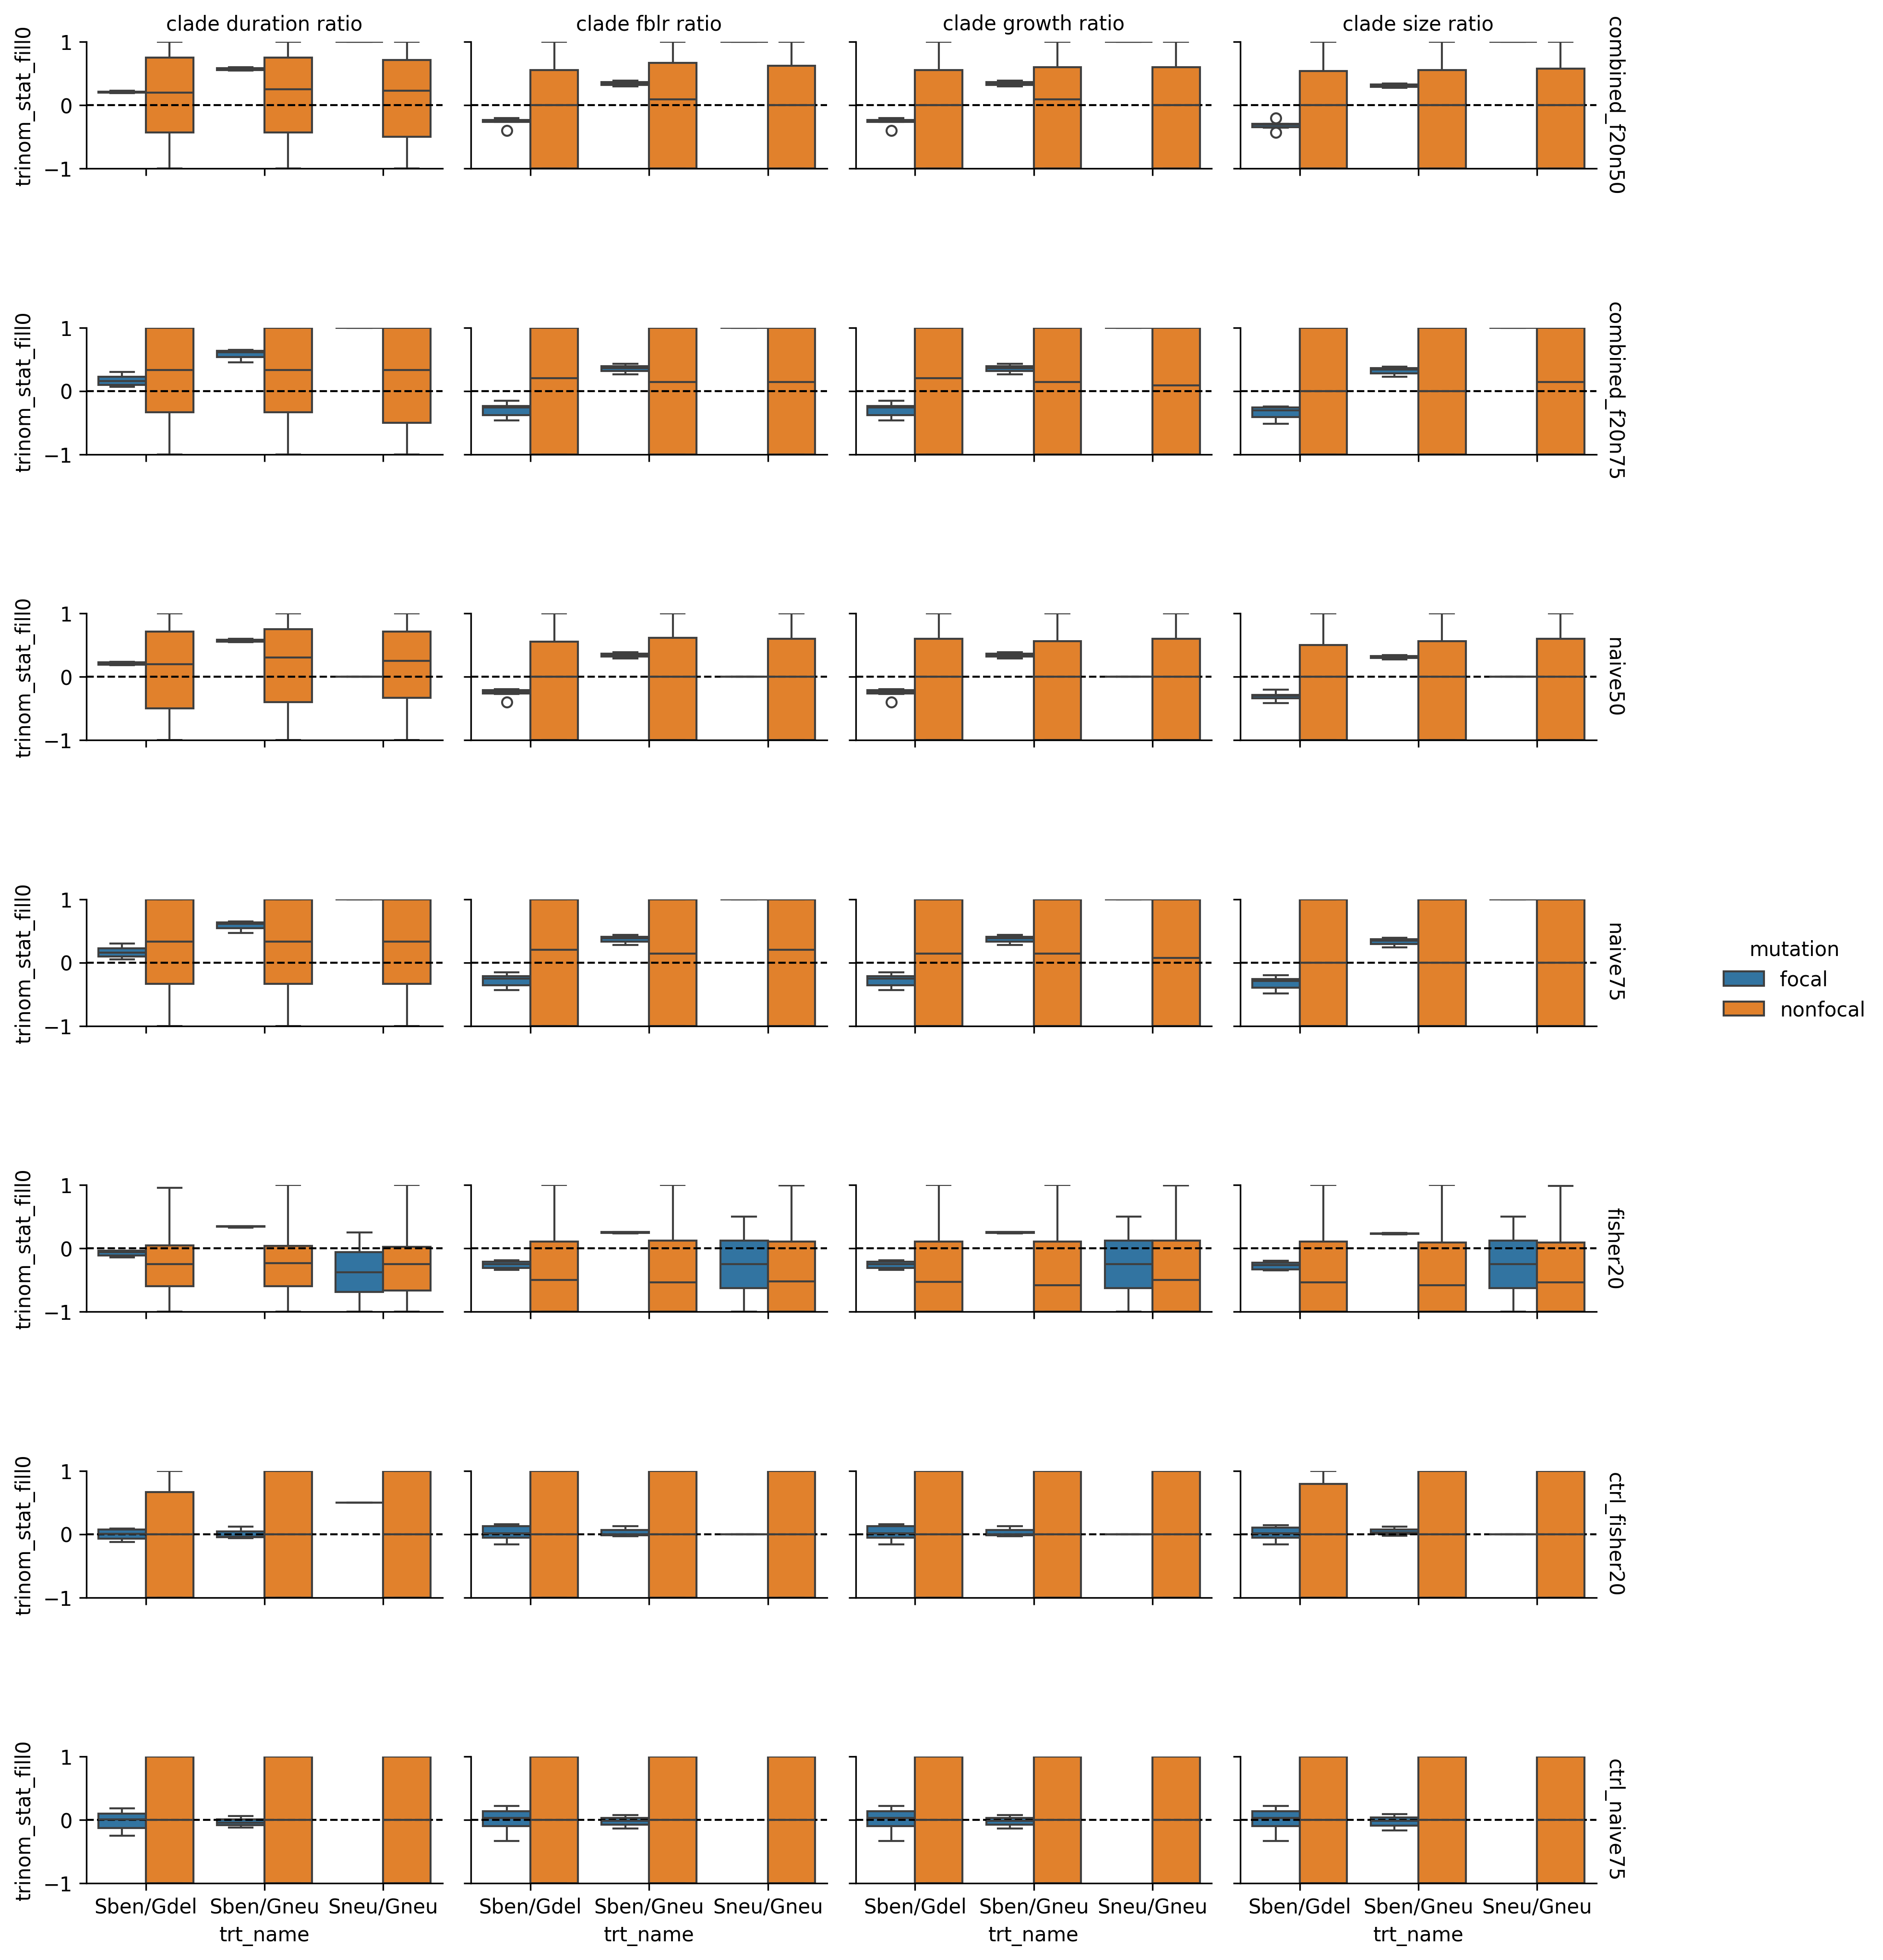 clade duration ratio
clade fblr ratio
clade growth ratio
clade size ratio
trinom_stat_fill0
1
0
−1
combined_f20n50
trinom_stat_fill0
1
0
−1
combined_f20n75
trinom_stat_fill0
1
0
−1
naive50
trinom_stat_fill0
1
0
−1
naive75
mutation
focal
nonfocal
trinom_stat_fill0
1
0
−1
fisher20
trinom_stat_fill0
1
0
−1
ctrl_fisher20
trinom_stat_fill0
1
0
−1
ctrl_naive75
Sben/Gdel Sben/Gneu Sneu/Gneu
Sben/Gdel Sben/Gneu Sneu/Gneu
Sben/Gdel Sben/Gneu Sneu/Gneu
Sben/Gdel Sben/Gneu Sneu/Gneu
trt_name
trt_name
trt_name
trt_name